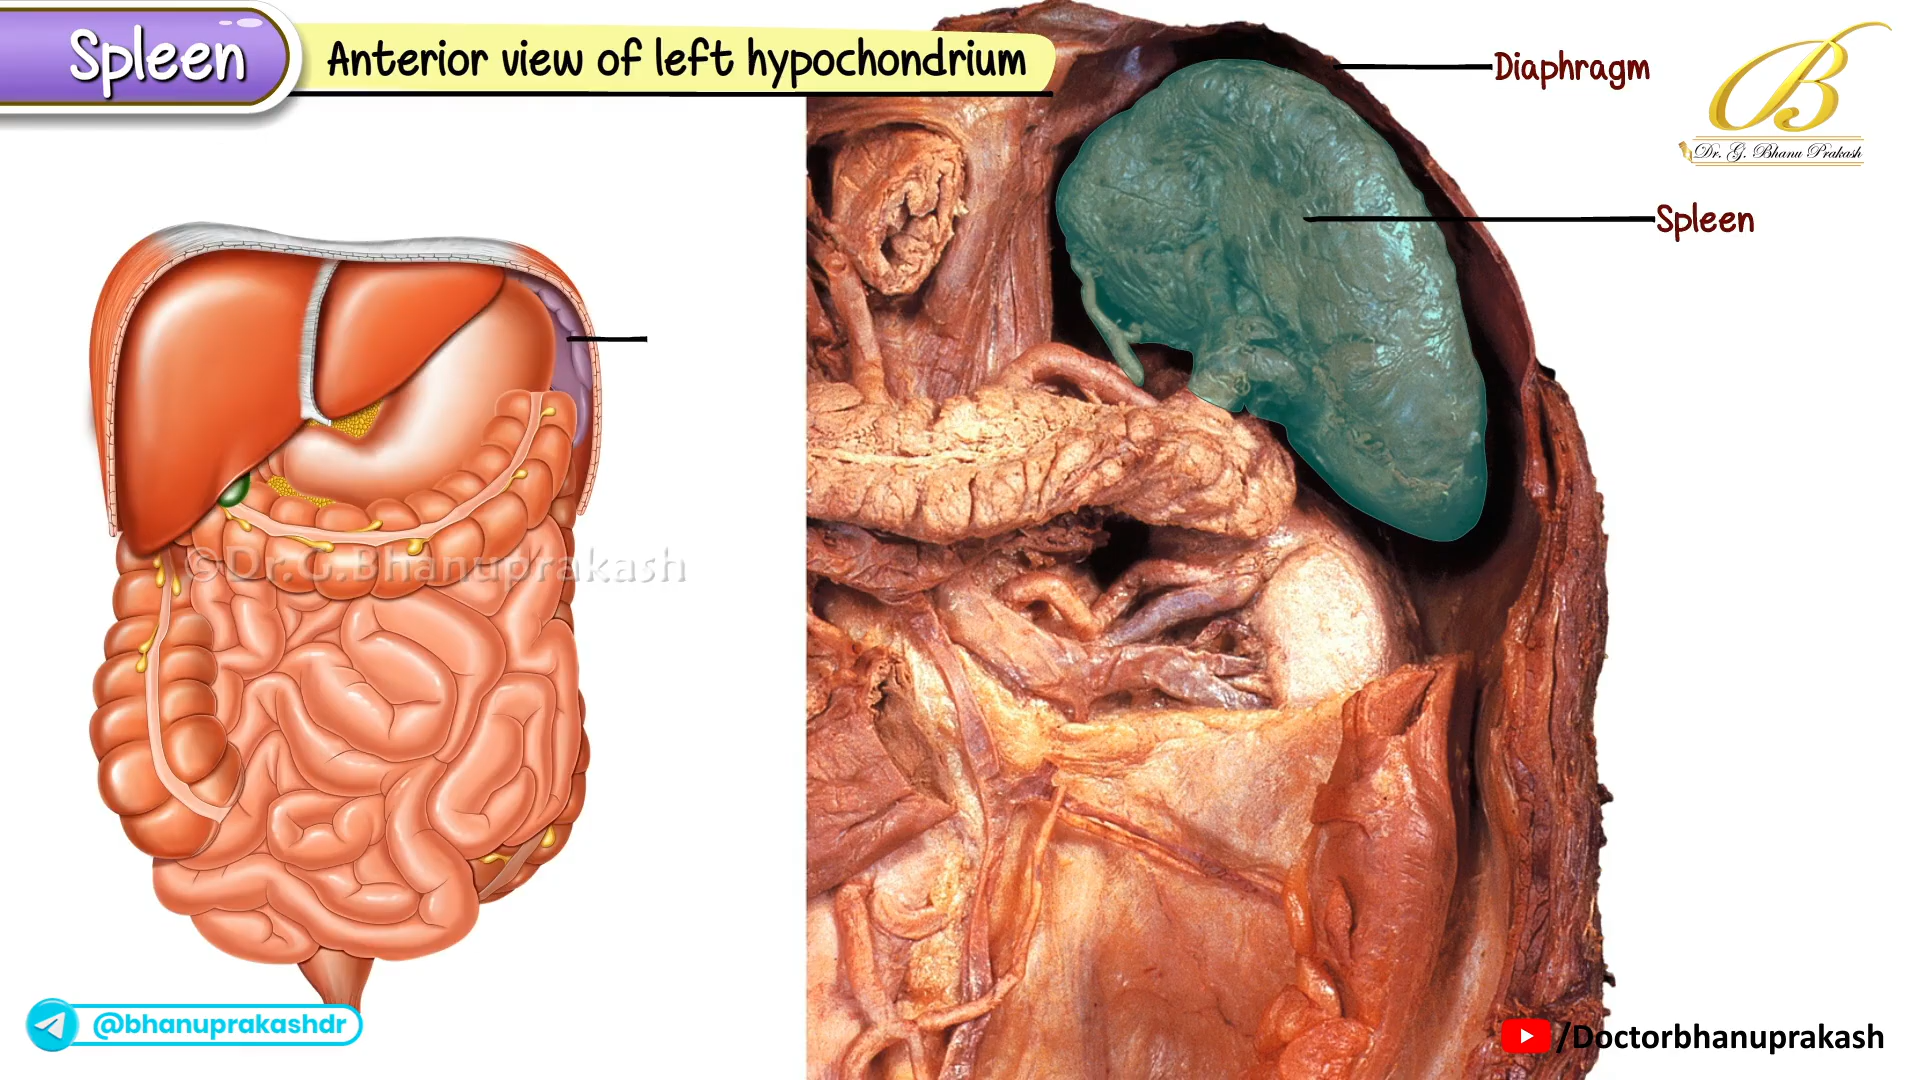 Spleen
Anterior view of left hypochondrium
Diaphragm
B
Dr. G. Bhanu Prakash
Spleen
©Dr.G.Bhanuprakash
@bhanuprakashdr
/Doctorbhanuprakash